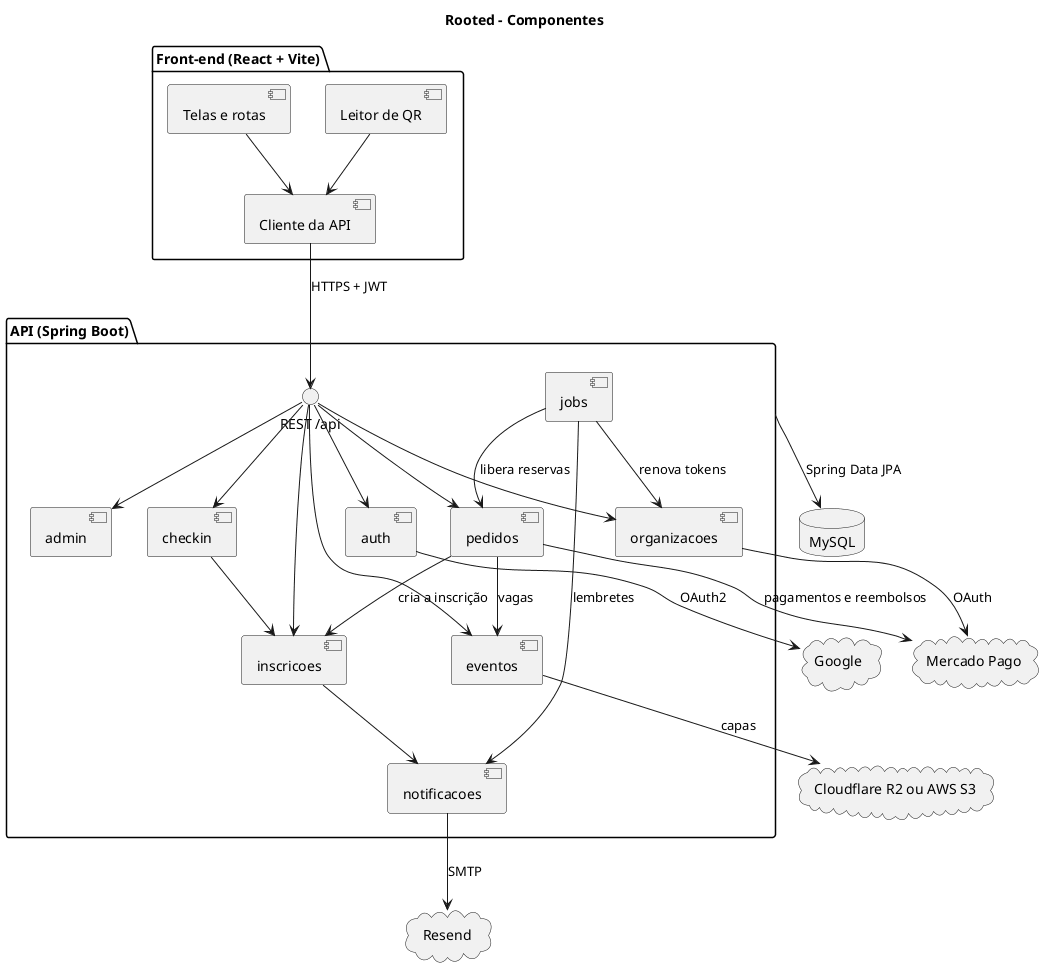 Rooted - Componentes
Front-end (React + Vite)
Telas e rotas
Leitor de QR
Cliente da API
HTTPS + JWT
API (Spring Boot)
jobs
REST /api
libera reservas
renova tokens
Spring Data JPA
admin
checkin
auth
pedidos
organizacoes
MySQL
cria a inscrição
vagas
lembretes
OAuth2
pagamentos e reembolsos
OAuth
inscricoes
eventos
Google
Mercado Pago
capas
notificacoes
Cloudflare R2 ou AWS S3
SMTP
Resend